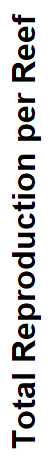 Total Reproduction per Reef